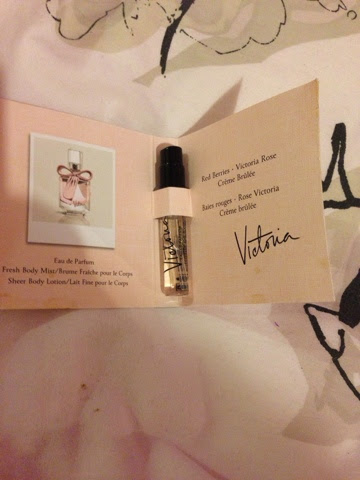 Eau de Parfum
Fresh Body Mist/Brume Fraîche pour le Corps
Sheer Body Lotion/Lait Fine pour le Corps
Victoria
Red Berries - Victoria Rose
Crème Brûlée
Baies rouges - Rose Victoria
Crème brûlée
Victoria